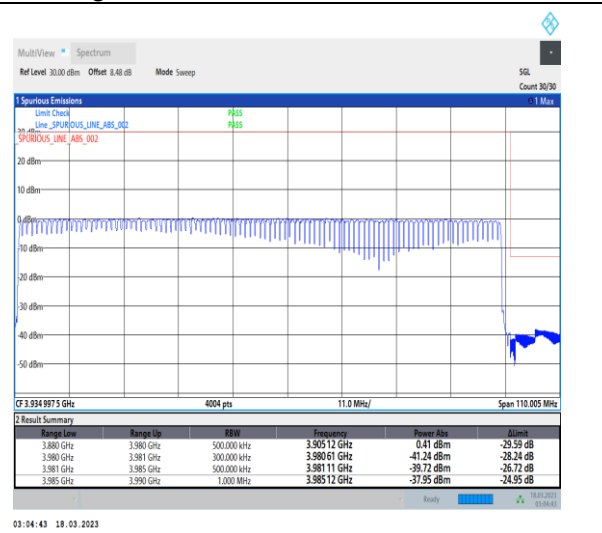 MultiView Spectrum
Ref Level 30.00 dBm Offset 8.48 dB Mode Sweep SGL
Count 30/30
1 Spurious Emissions 1 Max
Limit Check PASS
Line _SPURIOUS_LINE_ABS_002 PASS
_SPURIOUS_LINE_ABS_002
20 dBm
10 dBm
0 dBm
-10 dBm
-20 dBm
-30 dBm
-40 dBm
-50 dBm
CF 3.934 997 5 GHz 4004 pts 11.0 MHz/ Span 110.005 MHz
2 Result Summary
Range Low Range Up RBW Frequency Power Abs ΔLimit
3.880 GHz 3.980 GHz 500.000 kHz 3.905 12 GHz 0.41 dBm -29.59 dB
3.980 GHz 3.981 GHz 300.000 kHz 3.980 61 GHz -41.24 dBm -28.24 dB
3.981 GHz 3.985 GHz 500.000 kHz 3.981 11 GHz -39.72 dBm -26.72 dB
3.985 GHz 3.990 GHz 1.000 MHz 3.985 12 GHz -37.95 dBm -24.95 dB
Ready 18.03.2023
03:04:43
03:04:43 18.03.2023